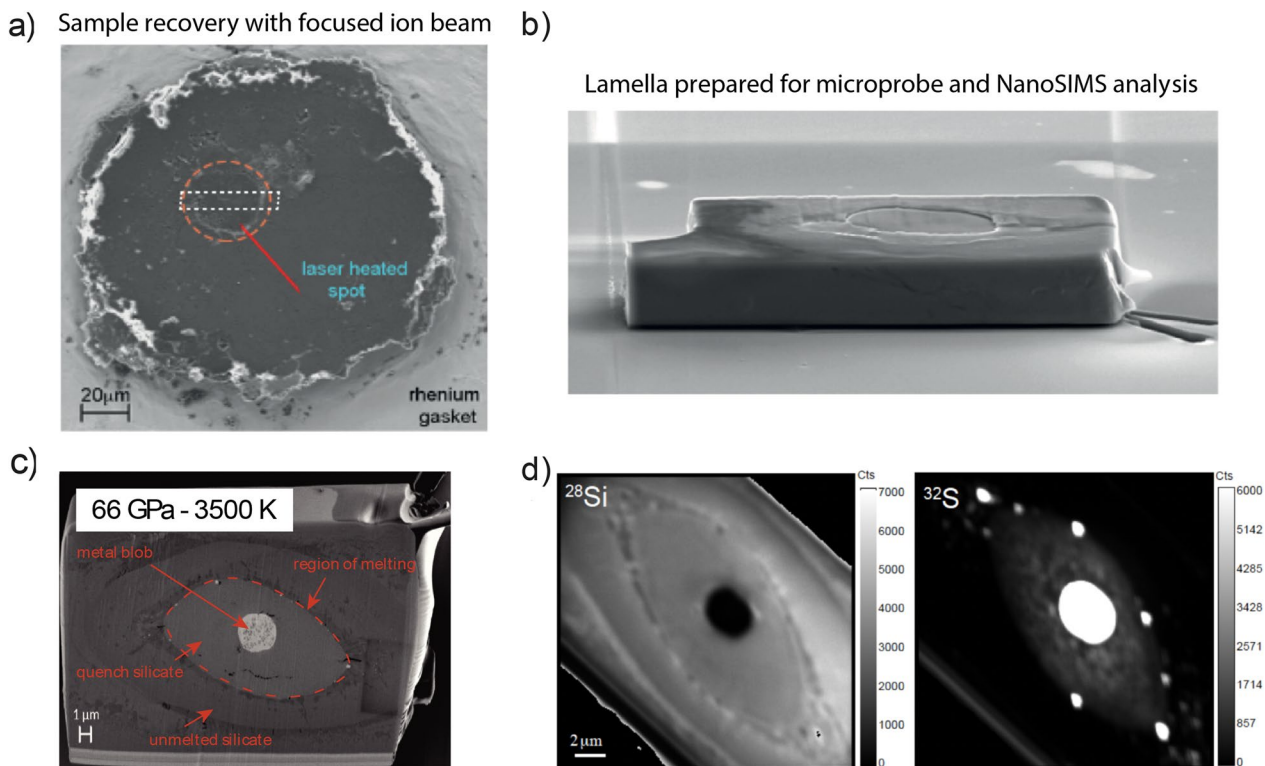 a) Sample recovery with focused ion beam
laser heated
spot
20μm
rhenium
gasket
b)
Lamella prepared for microprobe and NanoSIMS analysis
c)
66 GPa - 3500 K
metal blob
region of melting
quench silicate
1 μm
unmelted silicate
d)
28Si
Cts
7000
6000
5000
4000
3000
2000
1000
0
2μm
32S
Cts
6000
5142
4285
3428
2571
1714
857
0